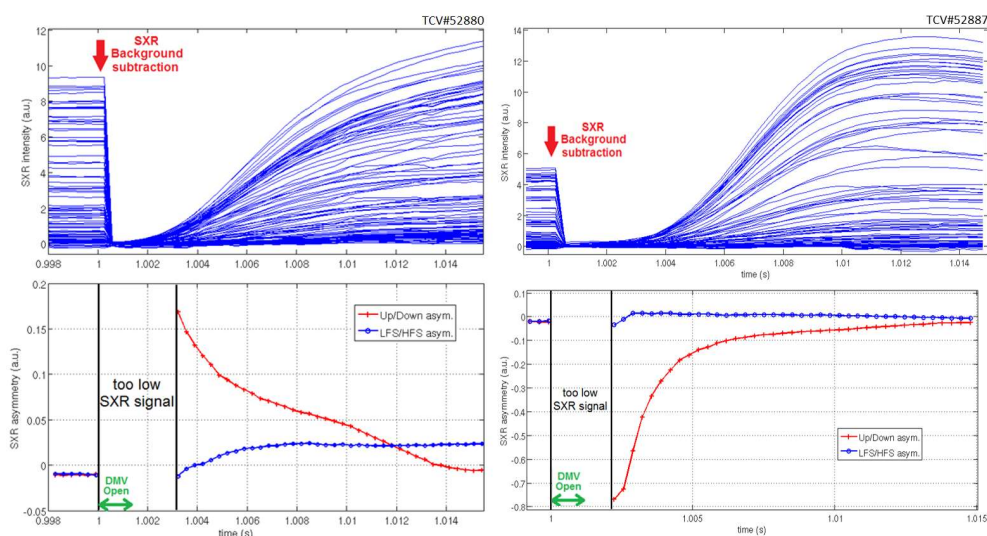 TCV#52880
12
10
8
6
4
2
0
SXR intensity (a.u.)
SXR
Background
subtraction
0.998
1
1.002
1.004
1.006
1.008
1.01
1.012
1.014
TCV#52887
14
12
10
8
6
4
2
0
SXR intensity (a.u.)
SXR
Background
subtraction
1
1.002
1.004
1.006
1.008
1.01
1.012
1.014
time (s)
0.2
0.15
0.1
0.05
0
-0.05
SXR asymmetry (a.u.)
Up/Down asym.
LFS/HFS asym.
too low
SXR signal
DMV
Open
0.998
1
1.002
1.004
1.006
1.008
1.01
1.012
1.014
time (s)
0.1
0
-0.1
-0.2
-0.3
-0.4
-0.5
-0.6
-0.7
-0.8
SXR asymmetry (a.u.)
too low
SXR signal
Up/Down asym.
LFS/HFS asym.
DMV
Open
1
1.005
1.01
1.015
time (s)